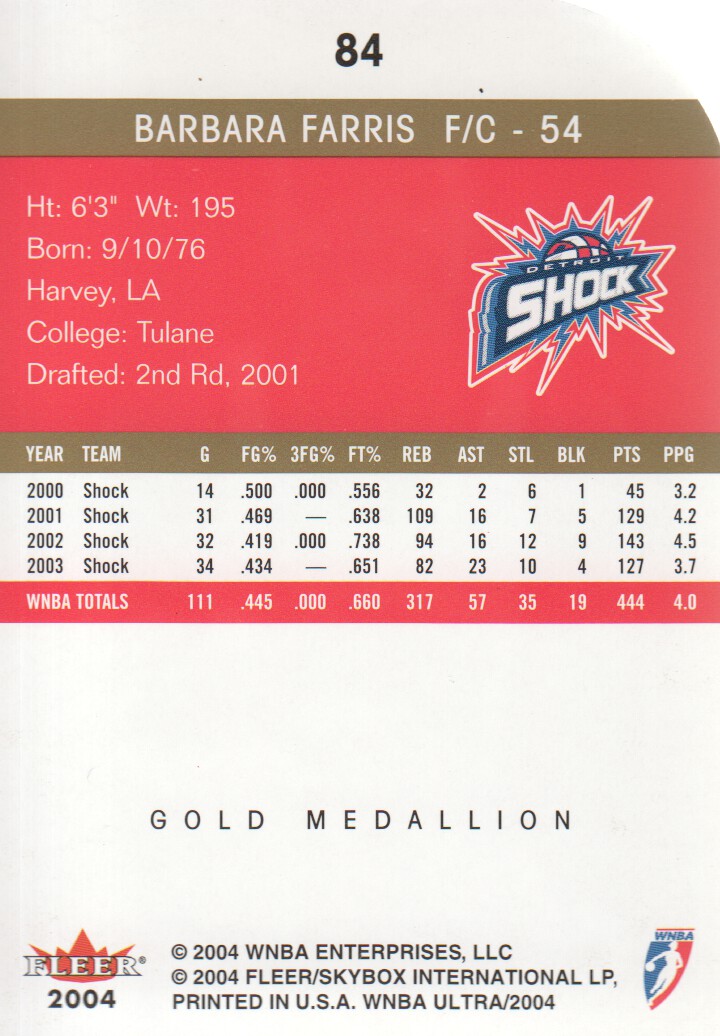 84
BARBARA FARRIS F/C - 54
Ht: 6'3" Wt: 195
Born: 9/10/76
Harvey, LA
College: Tulane
Drafted: 2nd Rd, 2001
DETROIT
SHOCK
YEAR TEAM G FG% 3FG% FT% REB AST STL BLK PTS PPG
2000 Shock 14 .500 .000 .556 32 2 6 1 45 3.2
2001 Shock 31 .469 — .638 109 16 7 5 129 4.2
2002 Shock 32 .419 .000 .738 94 16 12 9 143 4.5
2003 Shock 34 .434 — .651 82 23 10 4 127 3.7
WNBA TOTALS 111 .445 .000 .660 317 57 35 19 444 4.0
GOLD MEDALLION
FLEER®
2004
© 2004 WNBA ENTERPRISES, LLC
© 2004 FLEER/SKYBOX INTERNATIONAL LP,
PRINTED IN U.S.A. WNBA ULTRA/2004
WNBA